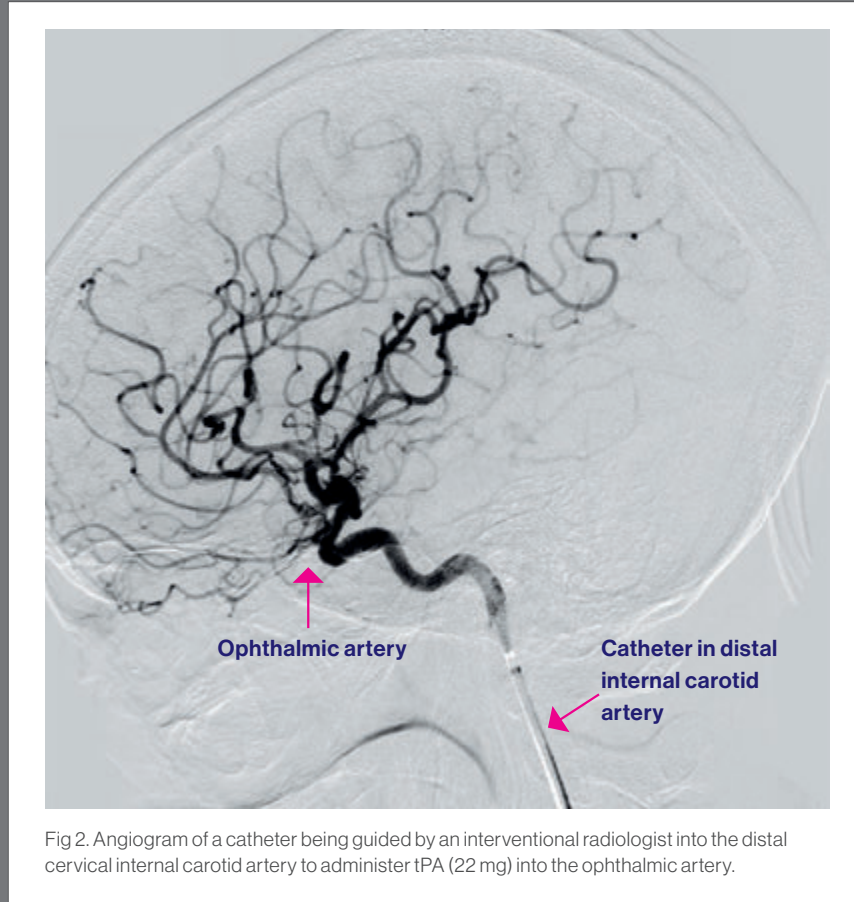 Ophthalmic artery
Catheter in distal
internal carotid
artery
Fig 2. Angiogram of a catheter being guided by an interventional radiologist into the distal
cervical internal carotid artery to administer tPA (22 mg) into the ophthalmic artery.